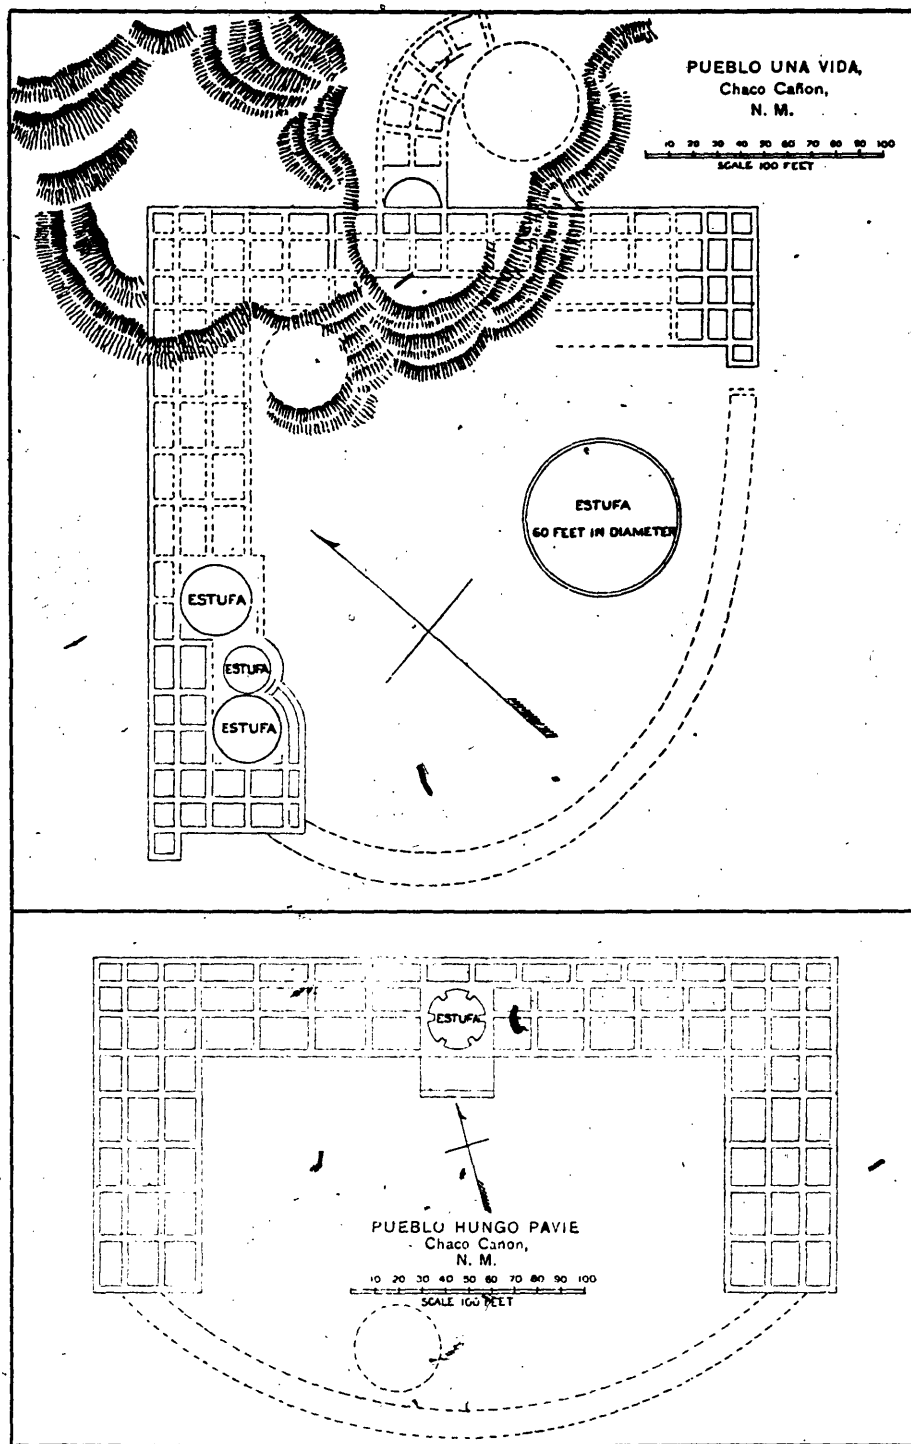 PUEBLO UNA VIDA,
Chaco Cañon,
N. M.
10 20 30 40 50 60 70 80 90 100
SCALE 100 FEET
ESTUFA
60 FEET IN DIAMETER
ESTUFA
ESTUFA
ESTUFA
ESTUFA
PUEBLO HUNGO PAVIE
Chaco Canon,
N. M.
10 20 30 40 50 60 70 80 90 100
SCALE 100 FEET